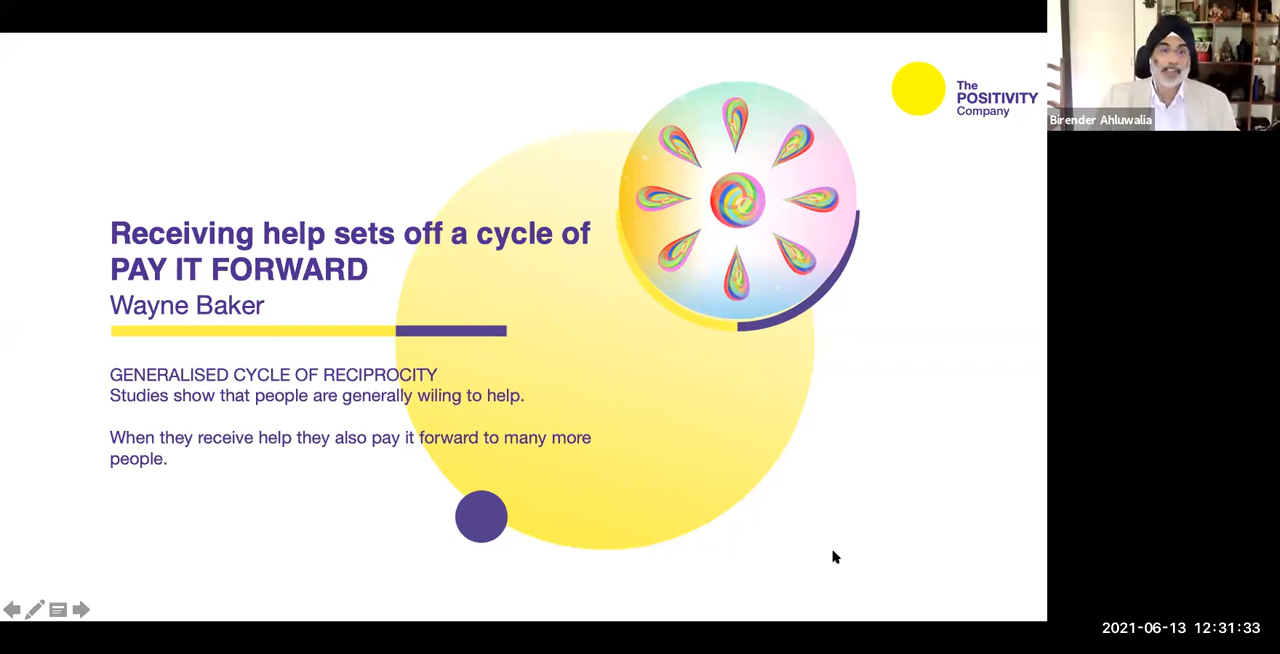 The
POSITIVITY
Company
Birender Ahluwalia
Receiving help sets off a cycle of
PAY IT FORWARD
Wayne Baker
GENERALISED CYCLE OF RECIPROCITY
Studies show that people are generally wiling to help.
When they receive help they also pay it forward to many more
people.
2021-06-13 12:31:33